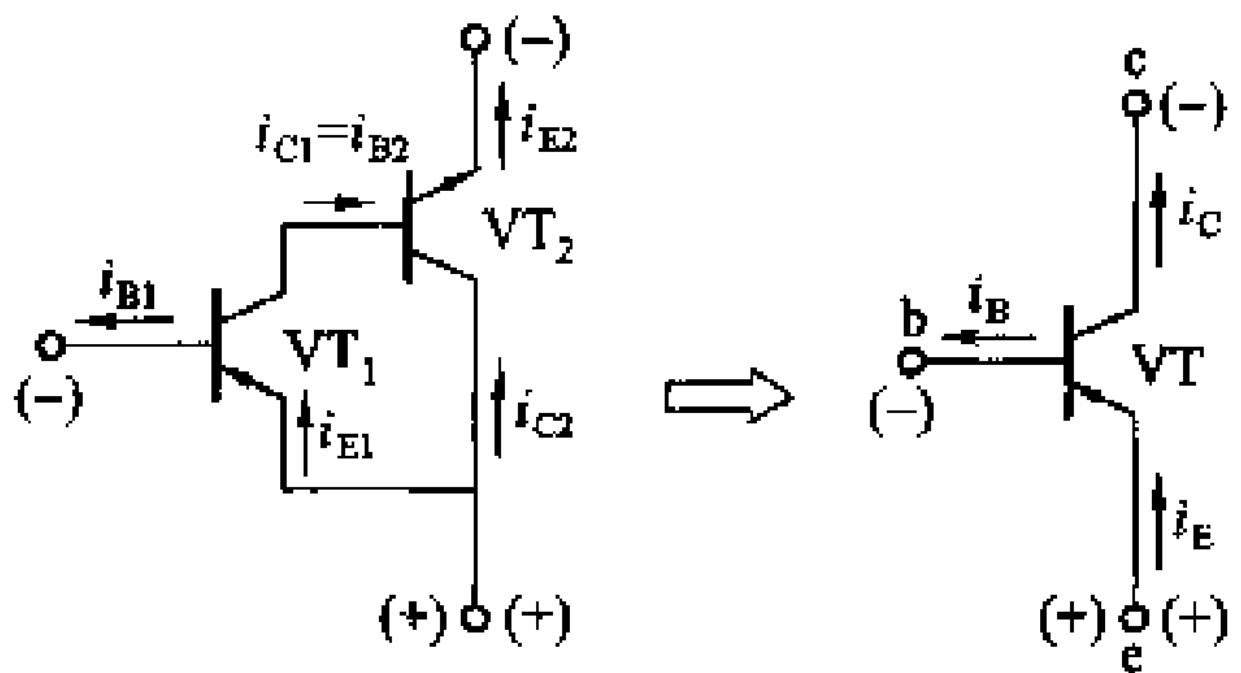 (−)
i_C1=i_B2
i_E2
VT_2
i_B1
(−)
VT_1
i_E1
i_C2
(+) (+)
c
(−)
i_C
b
i_B
(−)
VT
i_E
(+) (+)
e